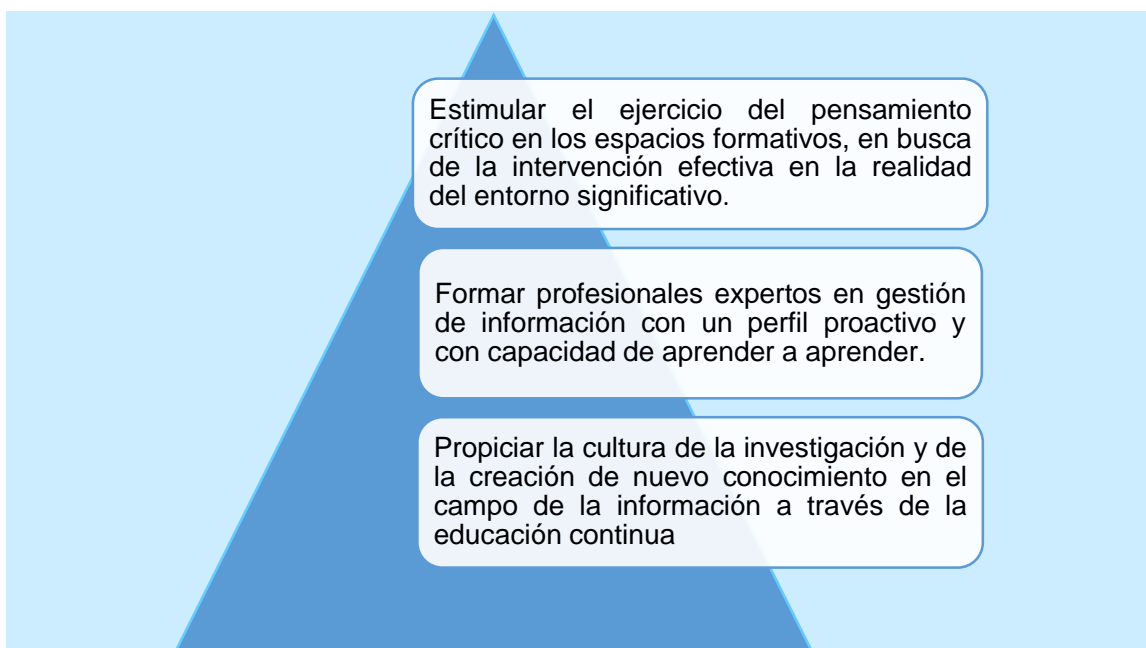 Estimular el ejercicio del pensamiento
crítico en los espacios formativos, en busca
de la intervención efectiva en la realidad
del entorno significativo.
Formar profesionales expertos en gestión
de información con un perfil proactivo y
con capacidad de aprender a aprender.
Propiciar la cultura de la investigación y de
la creación de nuevo conocimiento en el
campo de la información a través de la
educación continua